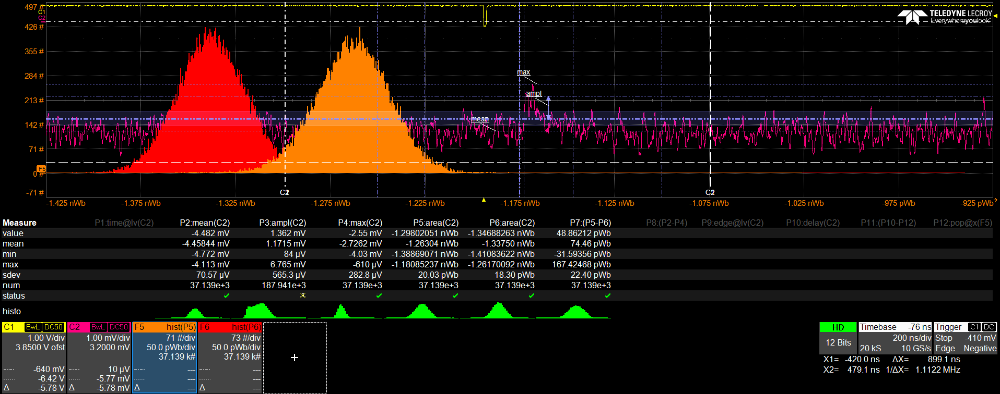 497 #
C1
C2
426 #
355 #
284 #
213 #
142 #
71 #
F5
0 #
-71 #
TELEDYNE LECROY
Everywhereyoulook
max
ampl
mean
C2
C2
-1.425 nWb -1.375 nWb -1.325 nWb -1.275 nWb -1.225 nWb -1.175 nWb -1.125 nWb -1.075 nWb -1.025 nWb -975 pWb -925 pWb
Measure P1:time@lv(C2) P2:mean(C2) P3:ampl(C2) P4:max(C2) P5:area(C2) P6:area(C2) P7:(P5-P6) P8:(P2-P4) P9:edge@lv(C2) P10:delay(C2) P11:(P10-P12) P12:pop@x(F5)
value -4.482 mV 1.362 mV -2.55 mV -1.29802051 nWb -1.34688263 nWb 48.86212 pWb
mean -4.45844 mV 1.1715 mV -2.7262 mV -1.26304 nWb -1.33750 nWb 74.46 pWb
min -4.772 mV 84 µV -4.03 mV -1.38869071 nWb -1.41083622 nWb -31.59356 pWb
max -4.113 mV 6.765 mV -610 µV -1.18085237 nWb -1.26170092 nWb 167.42468 pWb
sdev 70.57 µV 565.3 µV 282.8 µV 20.03 pWb 18.30 pWb 22.40 pWb
num 37.139e+3 187.941e+3 37.139e+3 37.139e+3 37.139e+3 37.139e+3
status
histo
C1 BwL DC50
1.00 V/div
3.8500 V ofst
-640 mV
-6.42 V
Δ -5.78 V
C2 BwL DC50
1.00 mV/div
3.2000 mV
10 µV
-5.77 mV
Δ -5.78 mV
F5 hist(P5)
71 #/div
50.0 pWb/div
37.139 k#
---
---
Δ ---
F6 hist(P6)
73 #/div
50.0 pWb/div
37.139 k#
---
---
Δ ---
+
HD
12 Bits
Timebase -76 ns
200 ns/div
20 kS 10 GS/s
Trigger C1 DC
Stop -410 mV
Edge Negative
X1= -420.0 ns ΔX= 899.1 ns
X2= 479.1 ns 1/ΔX= 1.1122 MHz